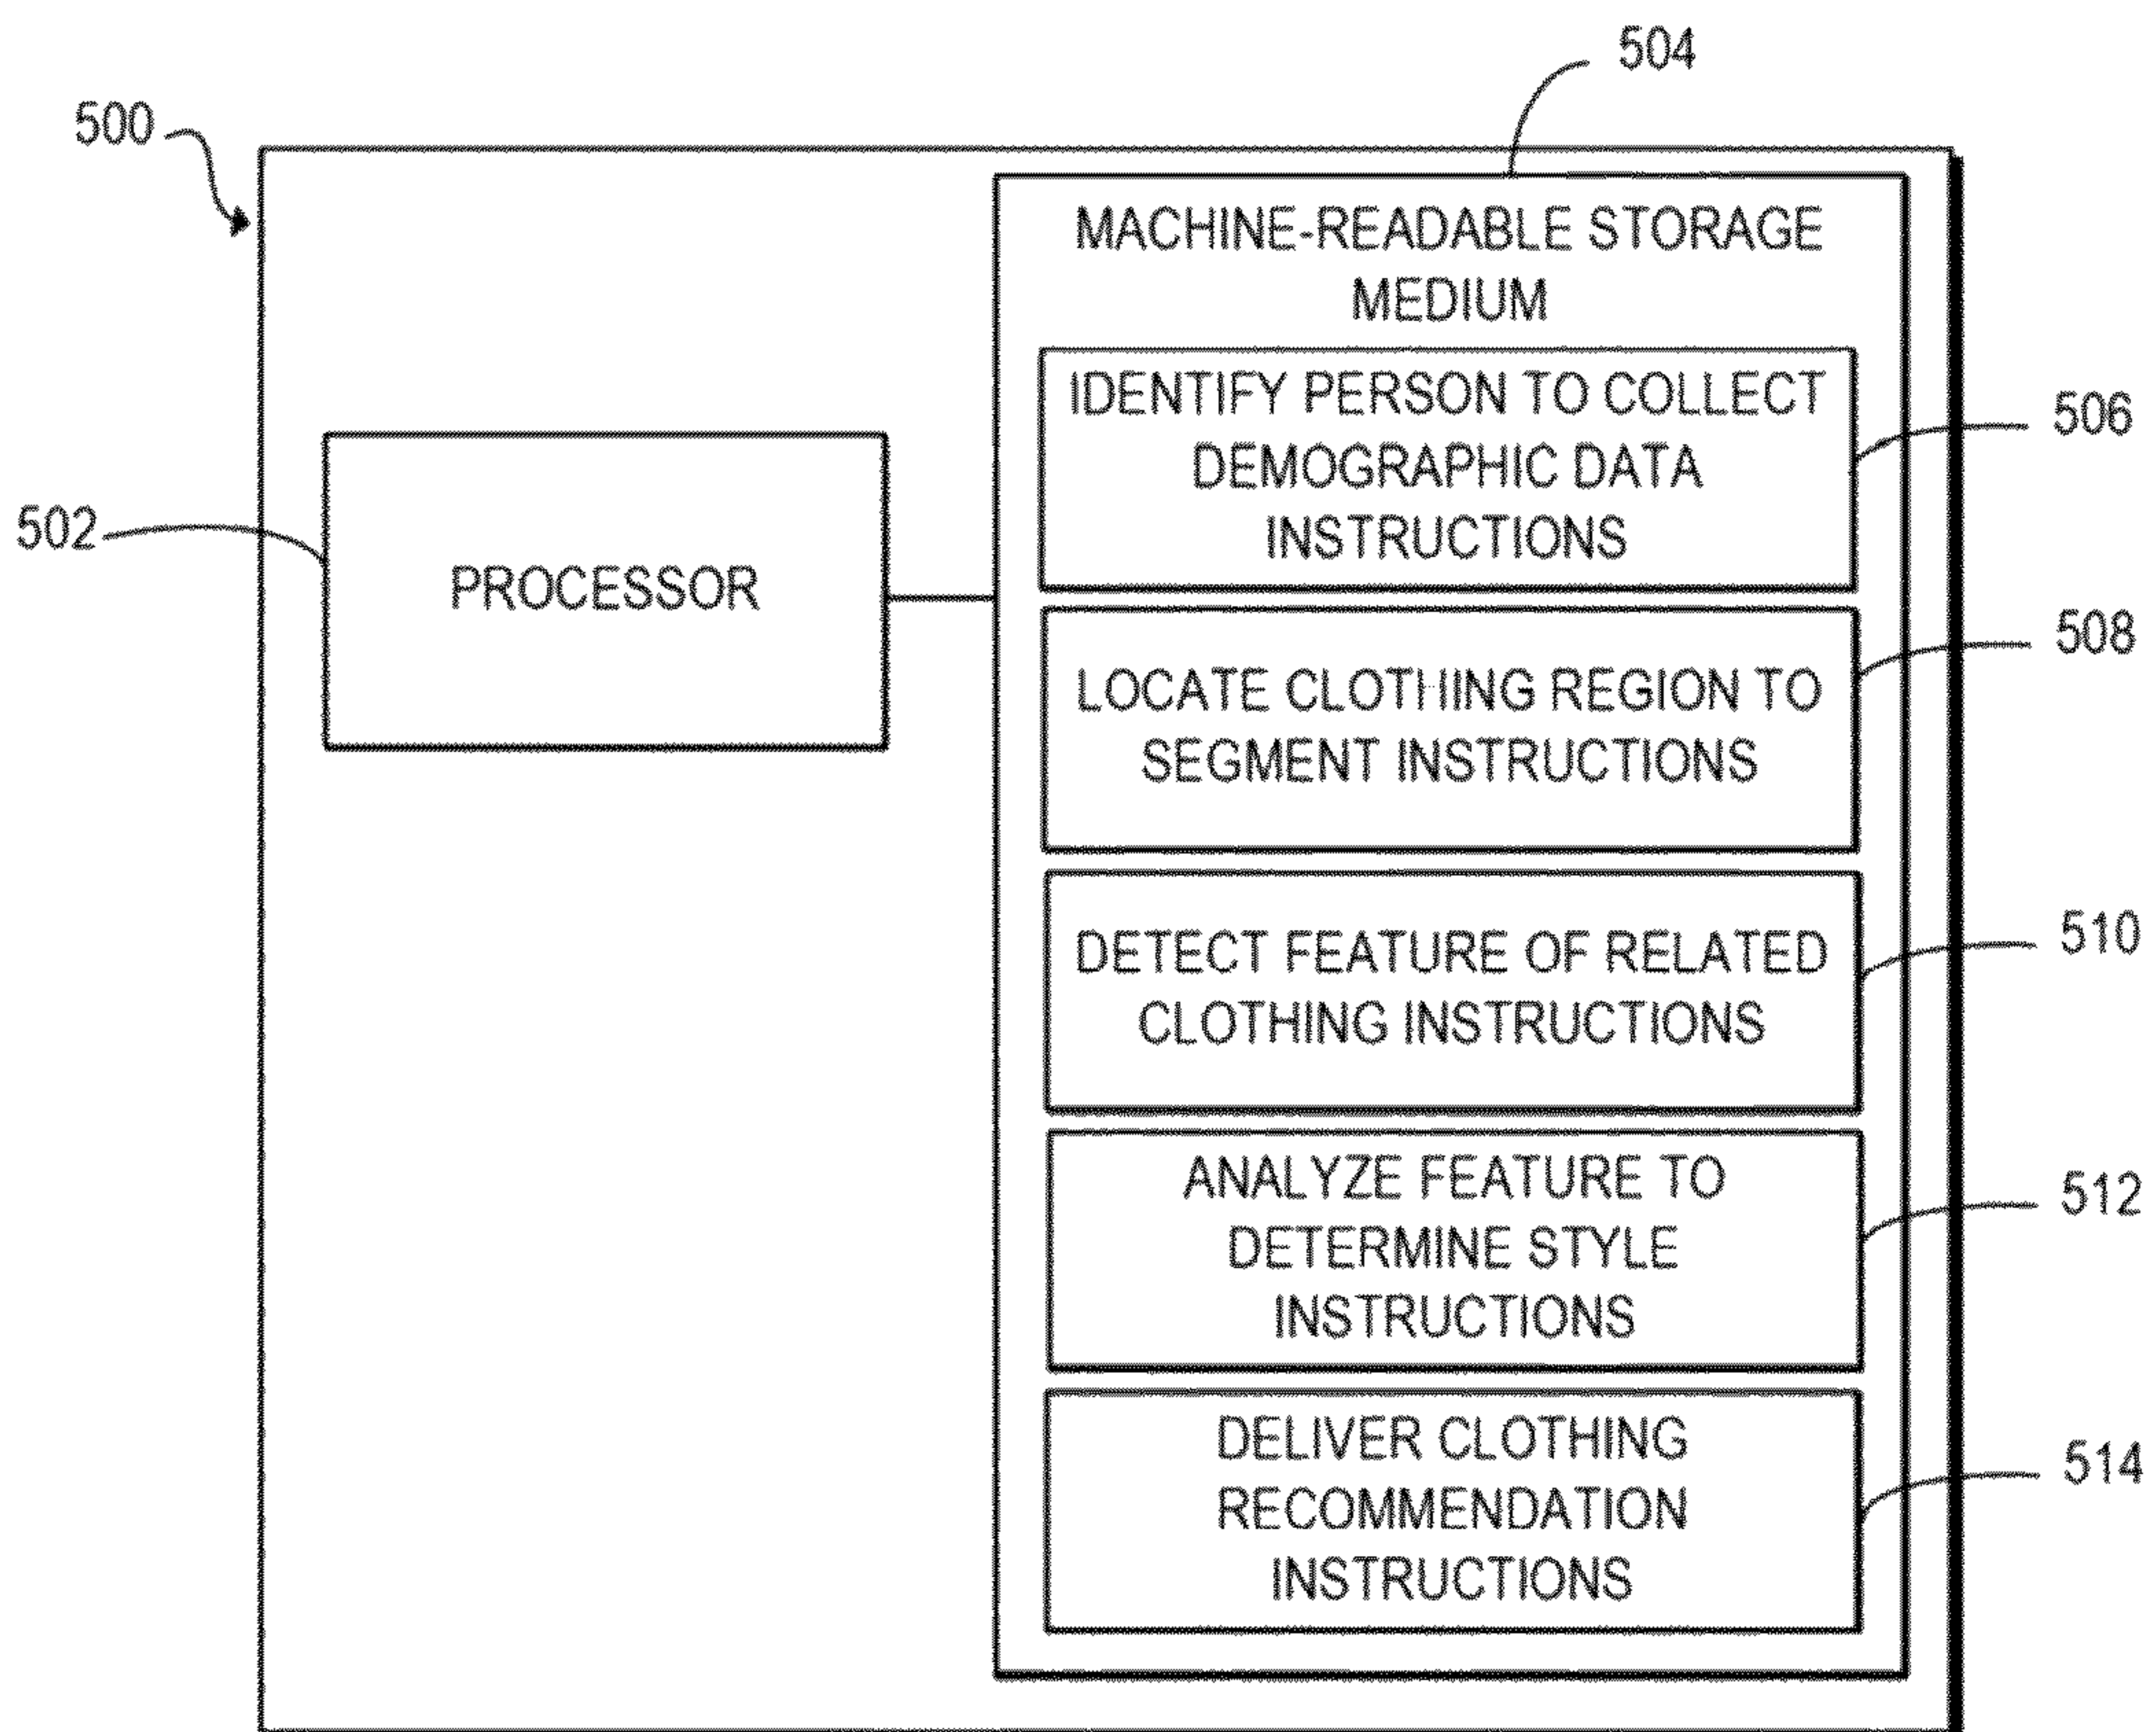 504
500
MACHINE-READABLE STORAGE
MEDIUM
IDENTIFY PERSON TO COLLECT
DEMOGRAPHIC DATA
INSTRUCTIONS
506
502
PROCESSOR
LOCATE CLOTHING REGION TO
SEGMENT INSTRUCTIONS
508
DETECT FEATURE OF RELATED
CLOTHING INSTRUCTIONS
510
ANALYZE FEATURE TO
DETERMINE STYLE
INSTRUCTIONS
512
DELIVER CLOTHING
RECOMMENDATION
INSTRUCTIONS
514